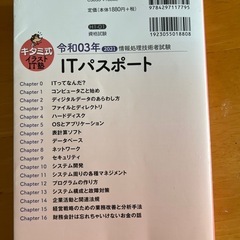 定価(本体1880円+税)
9784297117795
資格試験
1923055018808
キタミ式
イラスト
IT塾
令和03年 2021 情報処理技術者試験
ITパスポート
Chapter 0 ITってなんだ?
Chapter 1 コンピュータこと始め
Chapter 2 ディジタルデータのあらわし方
Chapter 3 ファイルとディレクトリ
Chapter 4 ハードディスク
Chapter 5 OSとアプリケーション
Chapter 6 表計算ソフト
Chapter 7 データベース
Chapter 8 ネットワーク
Chapter 9 セキュリティ
Chapter 10 システム開発
Chapter 11 システム周りの各種マネジメント
Chapter 12 プログラムの作り方
Chapter 13 システム構成と故障対策
Chapter 14 企業活動と関連法規
Chapter 15 経営戦略のための業務改善と分析手法
Chapter 16 財務会計は忘れちゃいけないお金の話